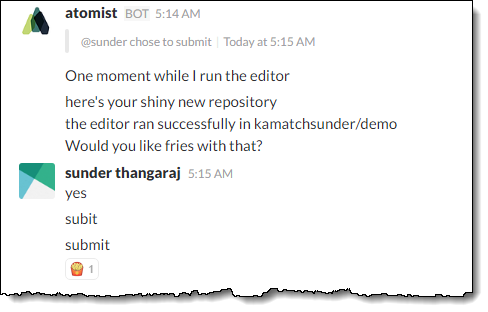 atomist BOT 5:14 AM
@sunder chose to submit | Today at 5:15 AM
One moment while I run the editor
here's your shiny new repository
the editor ran successfully in kamatchsunder/demo
Would you like fries with that?
sunder thangaraj 5:15 AM
yes
subit
submit
🍟 1